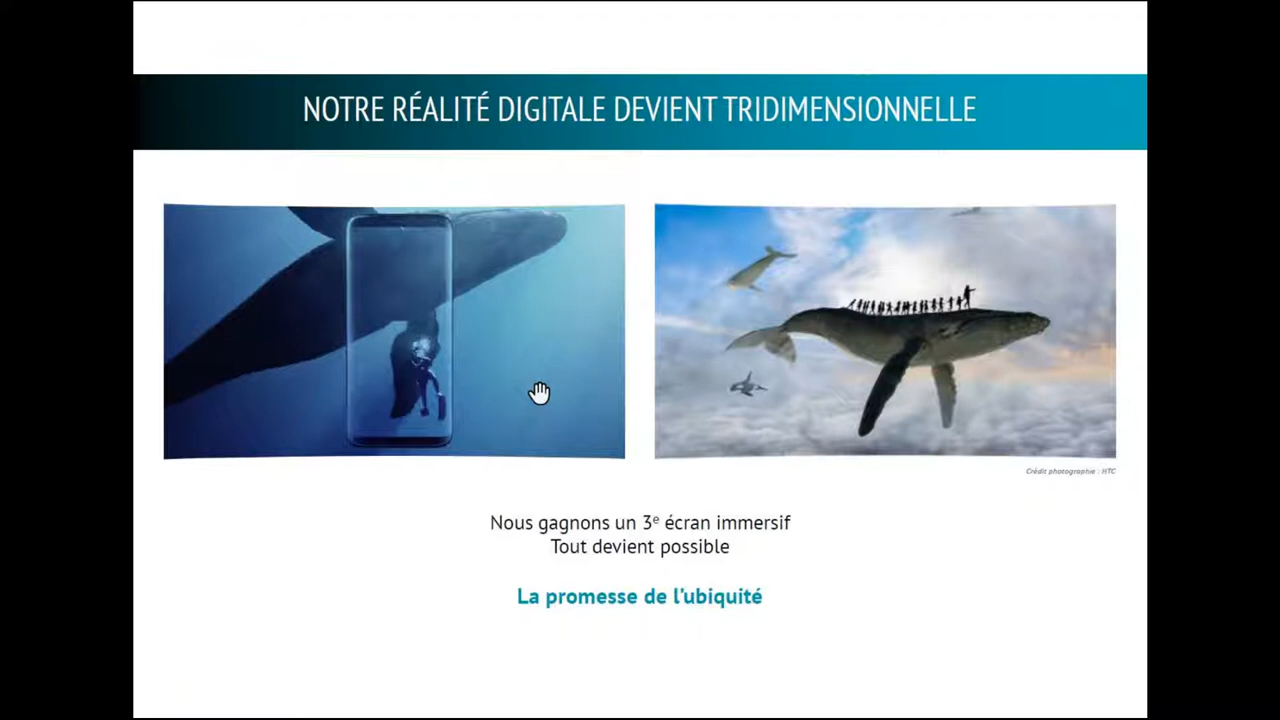 NOTRE RÉALITÉ DIGITALE DEVIENT TRIDIMENSIONNELLE
Crédit photographie : HTC
Nous gagnons un 3e écran immersif
Tout devient possible
La promesse de l'ubiquité